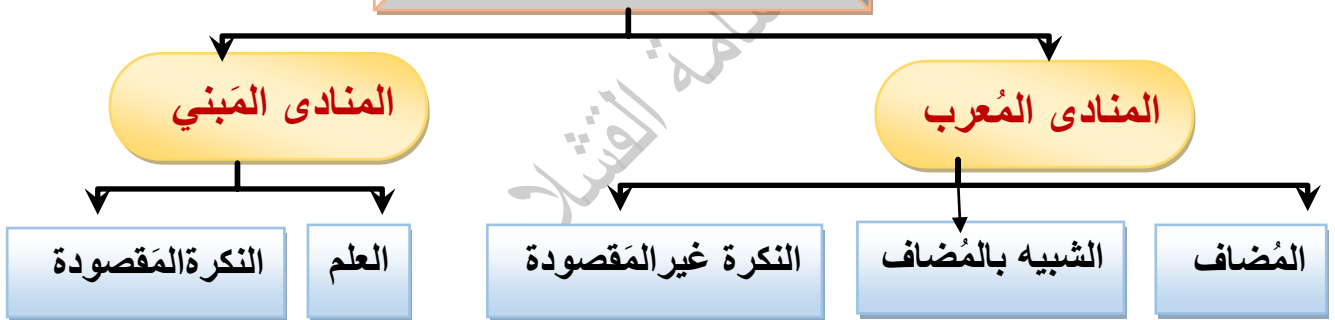 المنادى المُعرب
المنادى المَبني
المُضاف
الشبيه بالمُضاف
النكرة غيرالمَقصودة
العلم
النكرةالمَقصودة